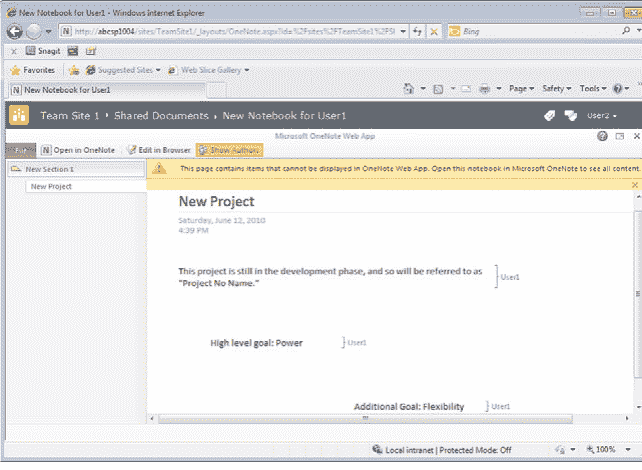 New Notebook for User1 - Windows Internet Explorer
http://abcsp1004/sites/TeamSite1/_layouts/OneNote.aspx?id=%2Fsites%2FTeamSite1%2FSl
Bing
Snagit
Favorites Suggested Sites Web Slice Gallery
New Notebook for User1
Page Safety Tools
Team Site 1 Shared Documents New Notebook for User1 User2
Microsoft OneNote Web App
File Open in OneNote Edit in Browser Show Authors
New Section 1
This page contains items that cannot be displayed in OneNote Web App. Open this notebook in Microsoft OneNote to see all content.
New Project
New Project
Saturday, June 12, 2010
4:39 PM
This project is still in the development phase, and so will be referred to as
"Project No Name."
User1
High level goal: Power User1
Additional Goal: Flexibility User1
Local intranet | Protected Mode: Off 100%